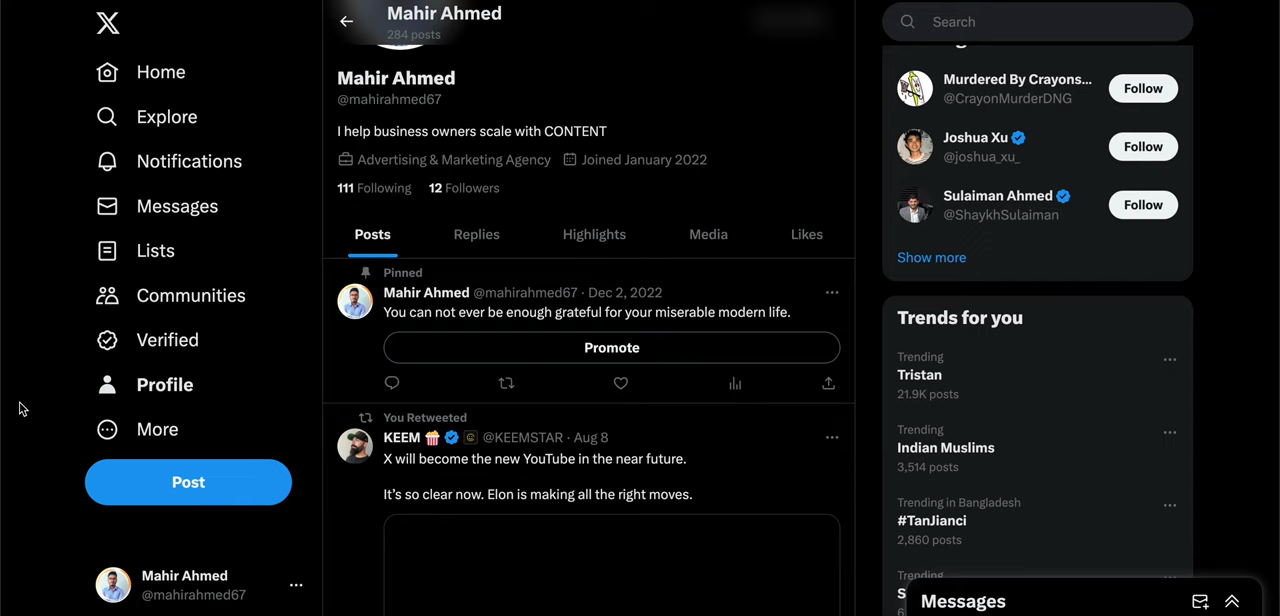 Home
Explore
Notifications
Messages
Lists
Communities
Verified
Profile
More
Post
Mahir Ahmed
@mahirahmed67
Mahir Ahmed
284 posts
Mahir Ahmed
@mahirahmed67
I help business owners scale with CONTENT
Advertising & Marketing Agency Joined January 2022
111 Following 12 Followers
Posts Replies Highlights Media Likes
Pinned
Mahir Ahmed @mahirahmed67 · Dec 2, 2022
You can not ever be enough grateful for your miserable modern life.
Promote
You Retweeted
KEEM @KEEMSTAR · Aug 8
X will become the new YouTube in the near future.
It's so clear now. Elon is making all the right moves.
Search
Murdered By Crayons...
@CrayonMurderDNG
Follow
Joshua Xu
@joshua_xu_
Follow
Sulaiman Ahmed
@ShaykhSulaiman
Follow
Show more
Trends for you
Trending
Tristan
21.9K posts
Trending
Indian Muslims
3,514 posts
Trending in Bangladesh
#TanJianci
2,860 posts
Trending
Messages